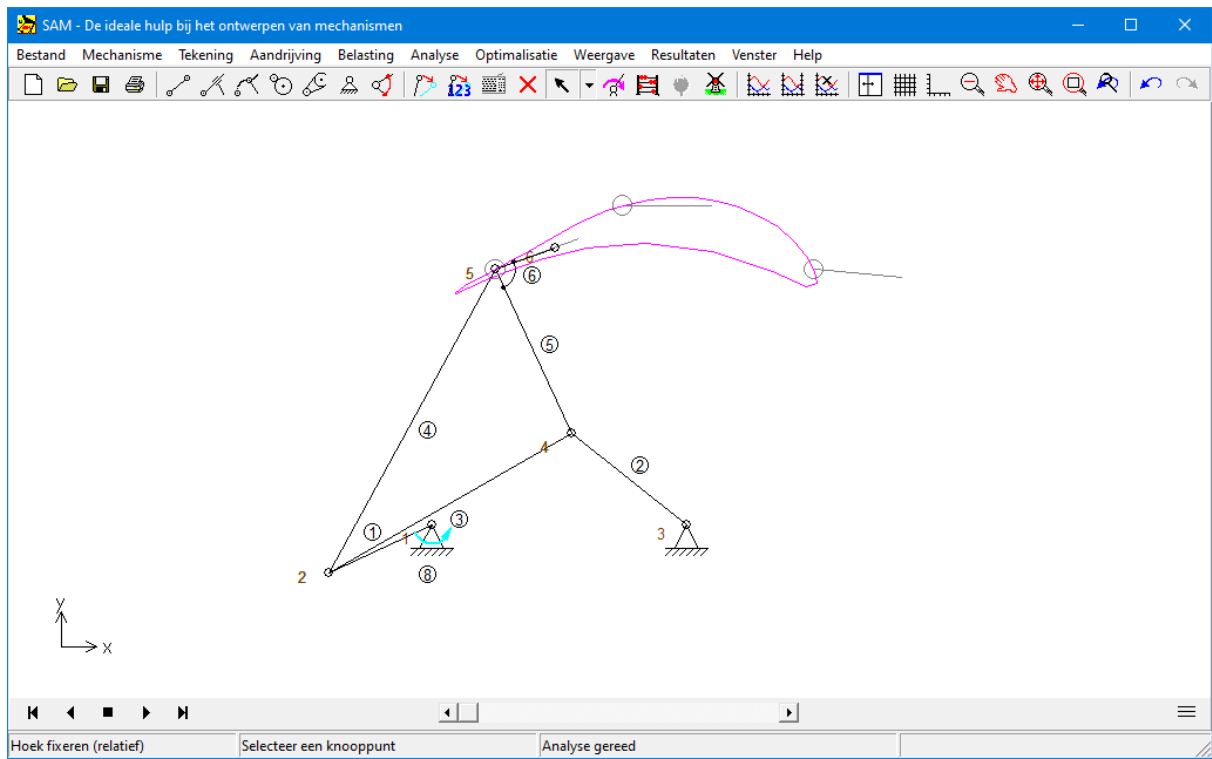 SAM - De ideale hulp bij het ontwerpen van mechanismen
Bestand Mechanisme Tekening Aandrijving Belasting Analyse Optimalisatie Weergave Resultaten Venster Help
123
5 6 ⑥
⑤
④
4
②
① 1 ③ 3
2 ⑧
y
x
Hoek fixeren (relatief) Selecteer een knooppunt Analyse gereed